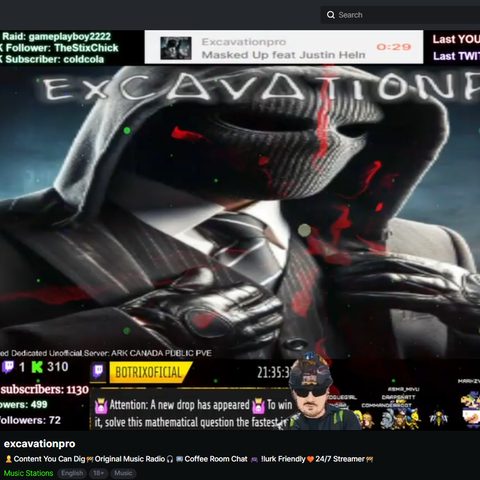 Search
Raid: gameplayboy2222
K Follower: TheStixChick
K Subscriber: coldcola
Excavationpro
Masked Up feat Justin Heln
0:29
Last YOU
Last TWIT
EXCAVATIONP
ed Dedicated Unofficial Server: ARK CANADA PUBLIC PVE
1 K 310
BOTRIXOFICIAL
21:35:3
subscribers: 1130
owers: 499
followers: 72
Attention: A new drop has appeared
To win
it, solve this mathematical question the fastest
excavationpro
Content You Can Dig Original Music Radio Coffee Room Chat !lurk Friendly 24/7 Streamer
Music Stations English 18+ Music